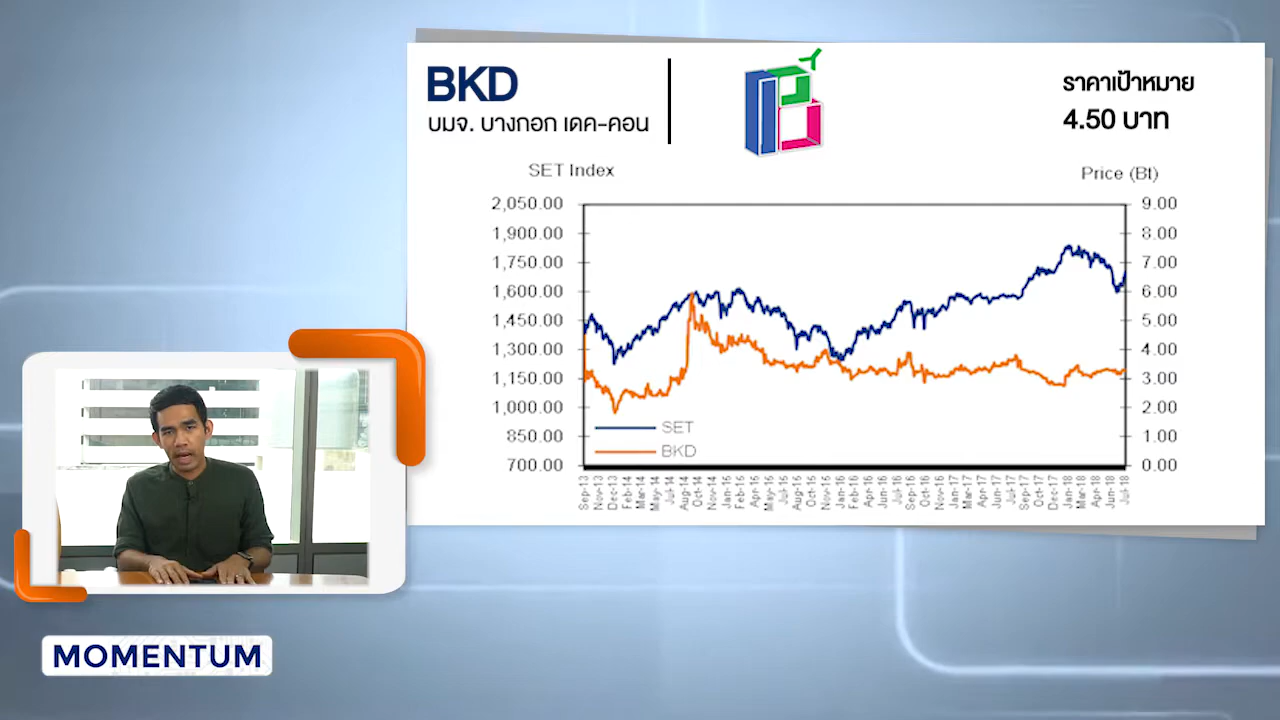 BKD
บมจ. บางกอก เดค-คอน
ราคาเป้าหมาย
4.50 บาท
SET Index
Price (Bt)
2,050.00
1,900.00
1,750.00
1,600.00
1,450.00
1,300.00
1,150.00
1,000.00
850.00
700.00
9.00
8.00
7.00
6.00
5.00
4.00
3.00
2.00
1.00
0.00
SET
BKD
Sep-13
Nov-13
Dec-13
Feb-14
Mar-14
May-14
Jul-14
Aug-14
Oct-14
Nov-14
Jan-15
Feb-15
Apr-15
May-15
Jul-15
Aug-15
Oct-15
Nov-15
Jan-16
Feb-16
Apr-16
Jun-16
Jul-16
Sep-16
Oct-16
Nov-16
Jan-17
Mar-17
Apr-17
Jun-17
Jul-17
Sep-17
Oct-17
Dec-17
Jan-18
Mar-18
Apr-18
Jun-18
Jul-18
MOMENTUM